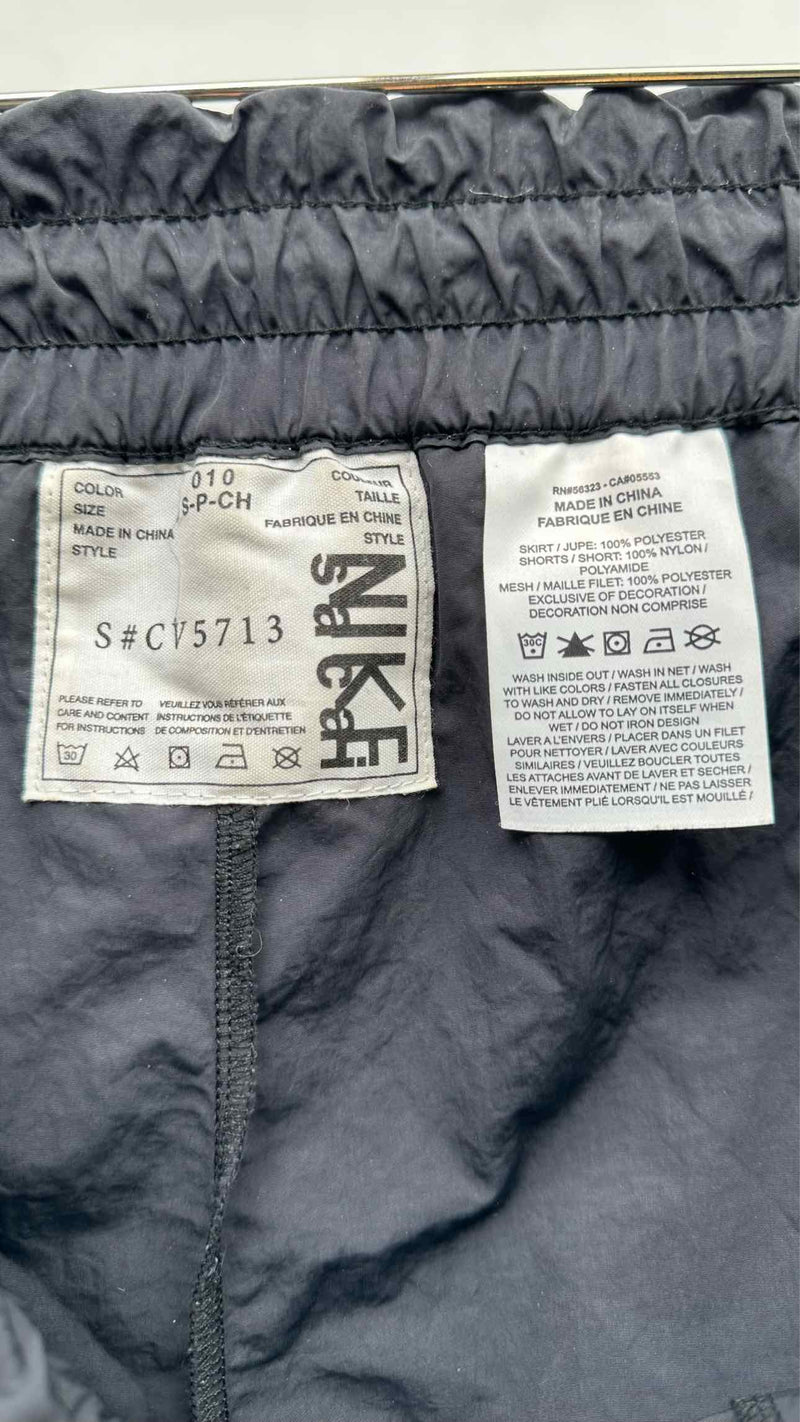 COLOR 010 COULEUR
SIZE S-P-CH TAILLE
MADE IN CHINA FABRIQUE EN CHINE
STYLE STYLE
S#CV5713
NIKE
sacai
PLEASE REFER TO
CARE AND CONTENT
FOR INSTRUCTIONS
VEUILLEZ VOUS RÉFÉRER AUX
INSTRUCTIONS DE L'ÉTIQUETTE
DE COMPOSITION ET D'ENTRETIEN
30
RN#56323 - CA#05553
MADE IN CHINA
FABRIQUE EN CHINE
SKIRT / JUPE: 100% POLYESTER
SHORTS / SHORT: 100% NYLON /
POLYAMIDE
MESH / MAILLE FILET: 100% POLYESTER
EXCLUSIVE OF DECORATION /
DECORATION NON COMPRISE
30C
WASH INSIDE OUT / WASH IN NET / WASH
WITH LIKE COLORS / FASTEN ALL CLOSURES
TO WASH AND DRY / REMOVE IMMEDIATELY /
DO NOT ALLOW TO LAY ON ITSELF WHEN
WET / DO NOT IRON DESIGN
LAVER A L'ENVERS / PLACER DANS UN FILET
POUR NETTOYER / LAVER AVEC COULEURS
SIMILAIRES / VEUILLEZ BOUCLER TOUTES
LES ATTACHES AVANT DE LAVER ET SECHER /
ENLEVER IMMEDIATEMENT / NE PAS LAISSER
LE VÊTEMENT PLIÉ LORSQU'IL EST MOUILLÉ /